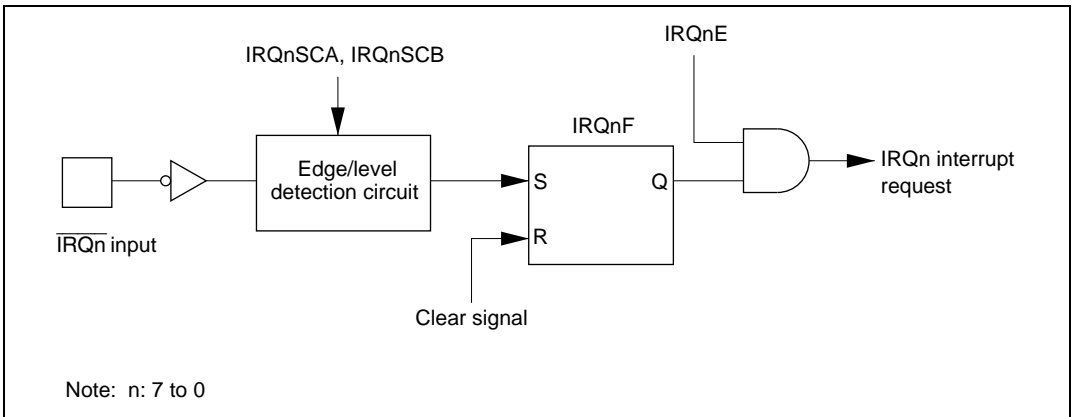 IRQnE
IRQnSCA, IRQnSCB
IRQnF
Edge/level
detection circuit
S
Q
R
IRQn interrupt
request
IRQn input
Clear signal
Note: n: 7 to 0